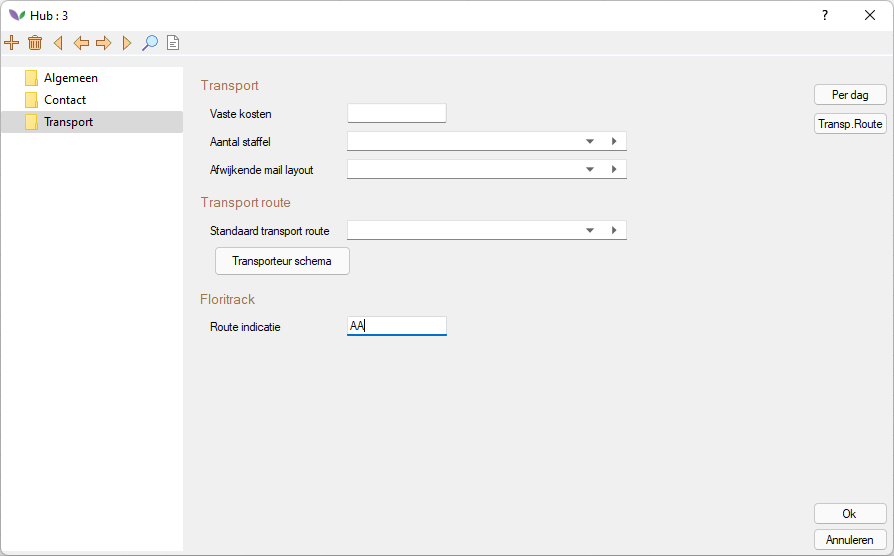 Hub : 3
?
Algemeen
Contact
Transport
Transport
Vaste kosten
Aantal staffel
Afwijkende mail layout
Transport route
Standaard transport route
Transporteur schema
Floritrack
Route indicatie
AA
Per dag
Transp.Route
Ok
Annuleren